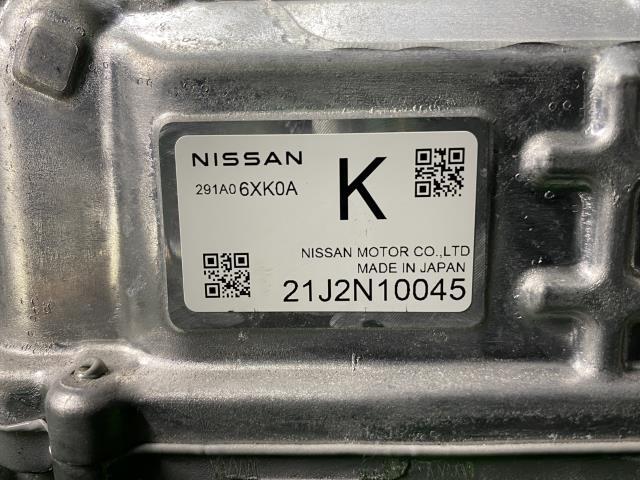 NISSAN
291A0 6XK0A
K
NISSAN MOTOR CO.,LTD
MADE IN JAPAN
21J2N10045